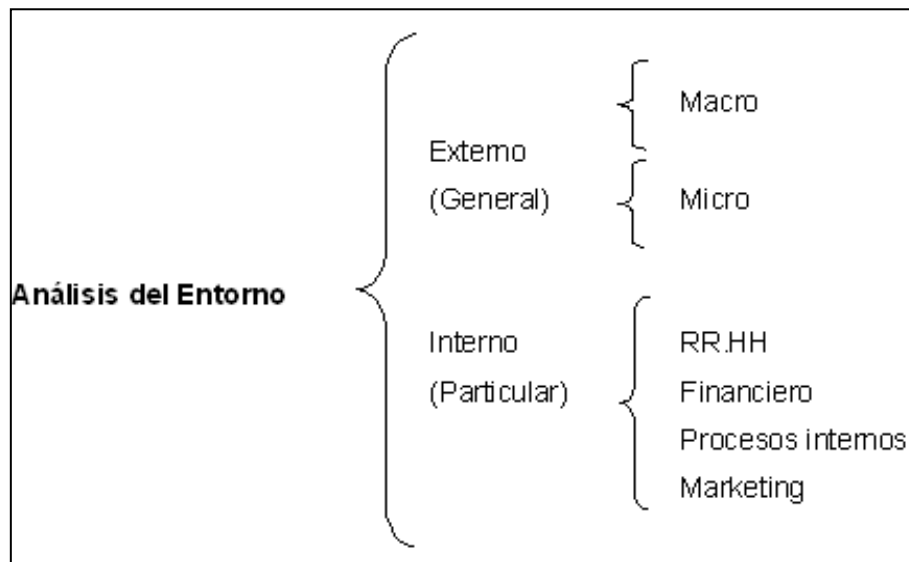 Macro
Externo
(General)
Micro
Análisis del Entorno
Interno
(Particular)
RR.HH
Financiero
Procesos internos
Marketing